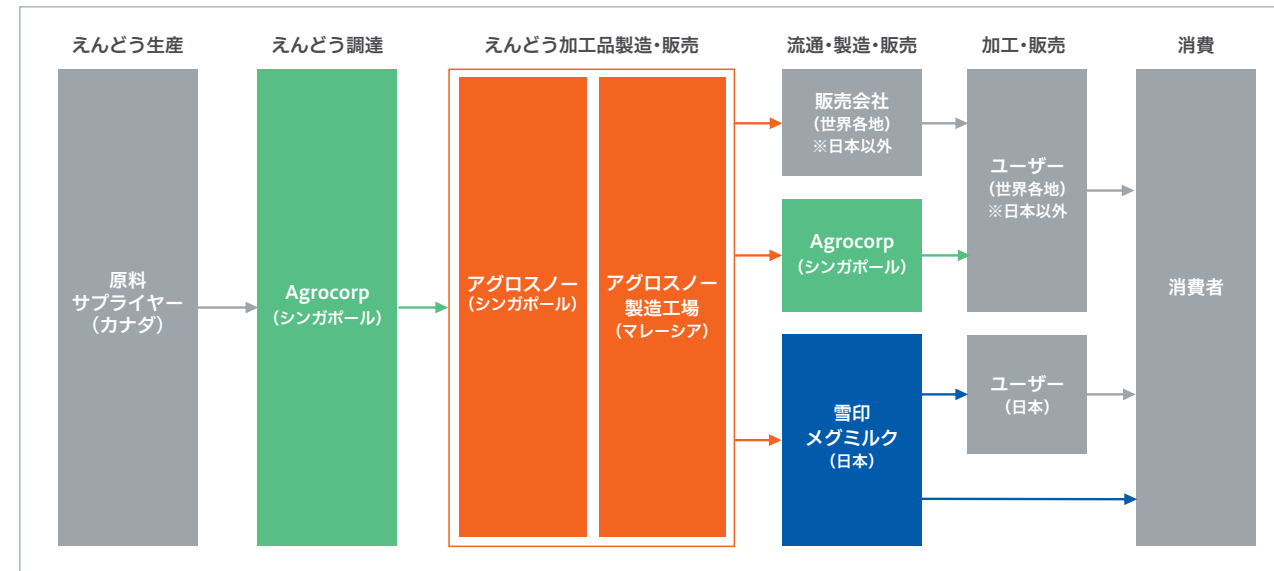 えんどう生産
えんどう調達
えんどう加工品製造・販売
流通・製造・販売
加工・販売
消費
原料
サプライヤー
（カナダ）
Agrocorp
（シンガポール）
アグロスノー
（シンガポール）
アグロスノー
製造工場
（マレーシア）
販売会社
（世界各地）
※日本以外
Agrocorp
（シンガポール）
雪印
メグミルク
（日本）
ユーザー
（世界各地）
※日本以外
ユーザー
（日本）
消費者